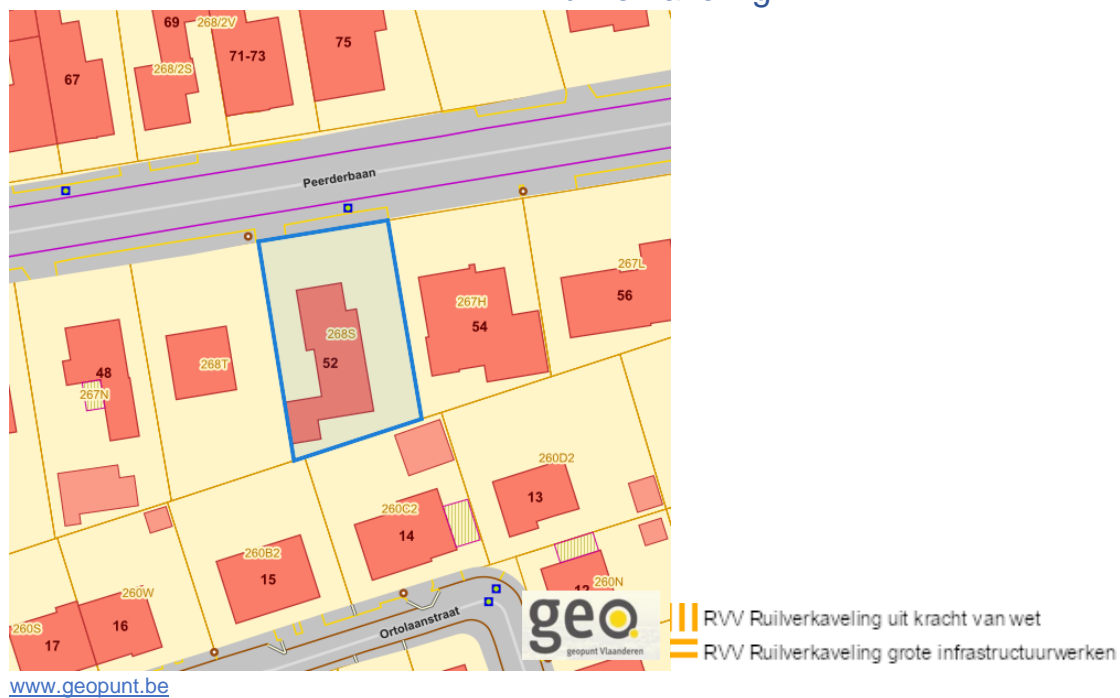 69
268/2V
71-73
75
67
268/2S
Peerderbaan
267L
267H
56
54
268S
52
268T
48
267N
260D2
13
260C2
14
260B2
15
260N
260W
16
Ortolaanstraat
260S
17
geo
geopunt Vlaanderen
RVV Ruilverkaveling uit kracht van wet
RVV Ruilverkaveling grote infrastructuurwerken
www.geopunt.be